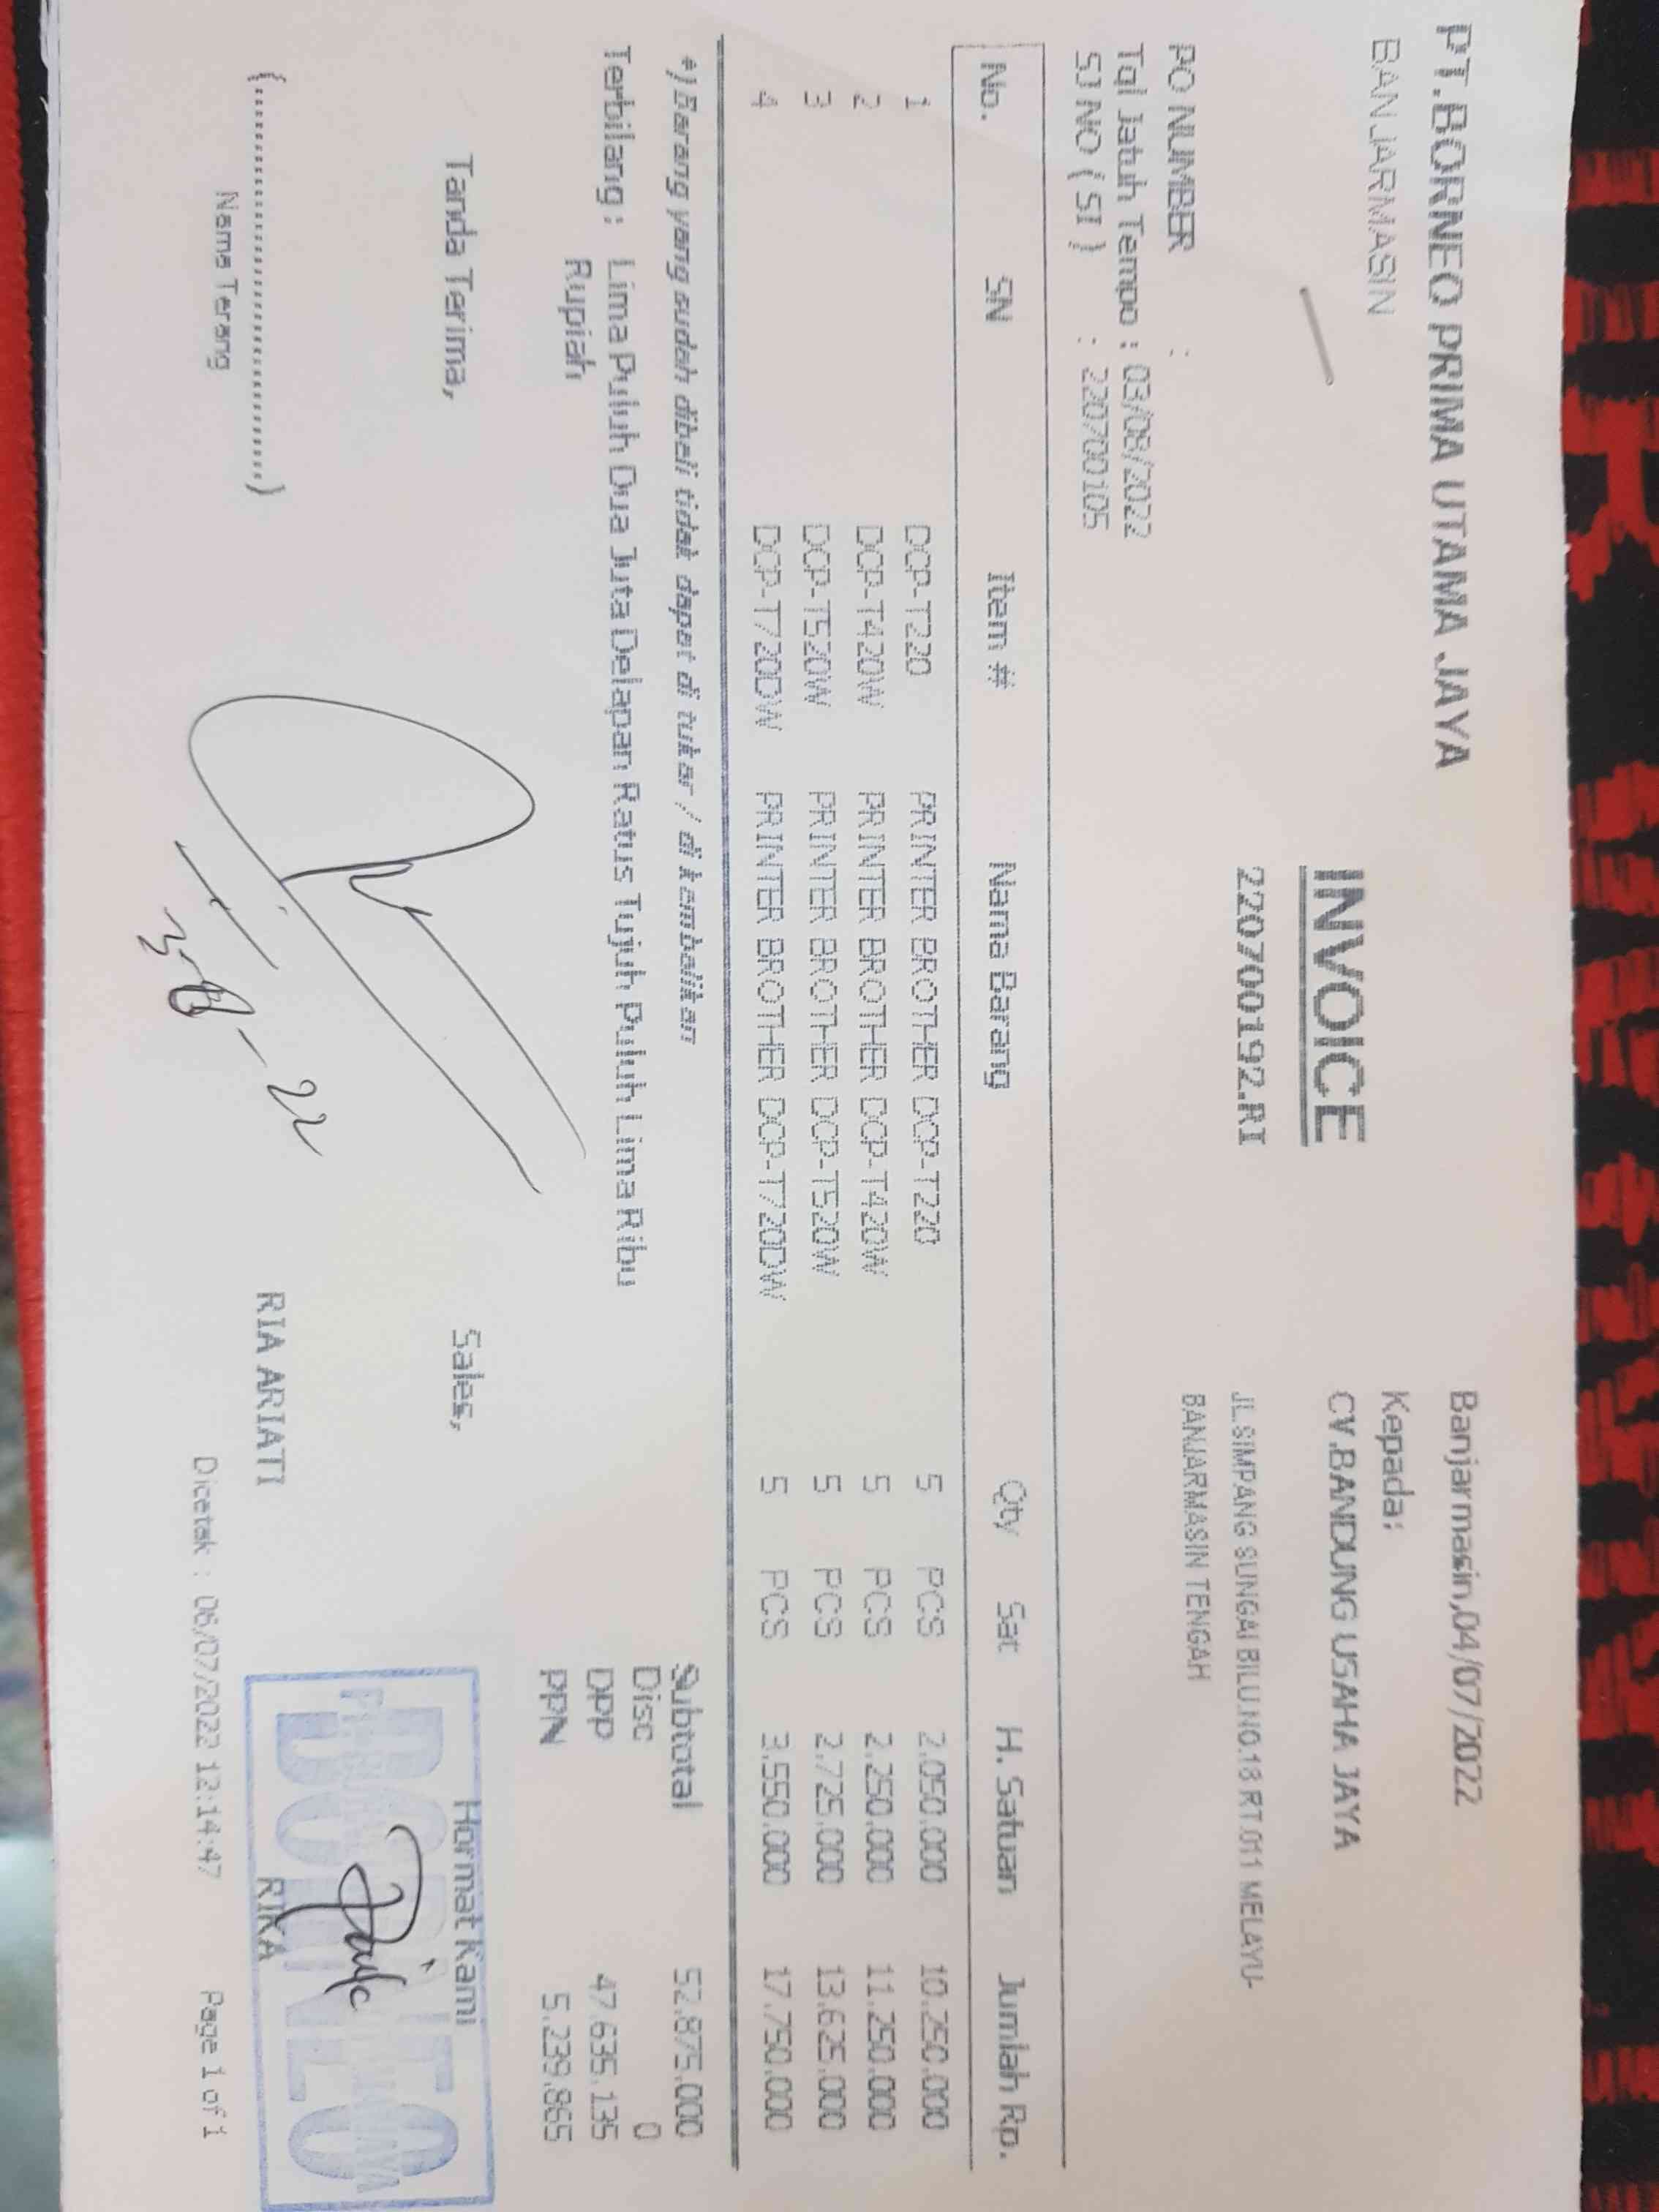 PT.BORNEO PRIMA UTAMA JAYA
BANJARMASIN
Banjarmasin,04/07/2022
Kepada:
INVOICE
CV.BANDUNG USAHA JAYA
220700192.RI
JL.SIMPANG SUNGAI BILU.NO.18 RT.011 MELAYU-
BANJARMASIN TENGAH
PO NUMBER :
Tgl Jatuh Tempo : 03/08/2022
SJ NO ( SI ) : 220700105
No. SN Item # Nama Barang Qty Sat H. Satuan Jumlah Rp.
1 DCP-T220 PRINTER BROTHER DCP-T220 5 PCS 2.050.000 10.250.000
2 DCP-T420W PRINTER BROTHER DCP-T420W 5 PCS 2.250.000 11.250.000
3 DCP-T520W PRINTER BROTHER DCP-T520W 5 PCS 2.725.000 13.625.000
4 DCP-T720DW PRINTER BROTHER DCP-T720DW 5 PCS 3.550.000 17.750.000
*) Barang yang sudah dibeli tidak dapat di tukar / di kembalikan
Subtotal 52.875.000
Disc 0
Terbilang : Lima Puluh Dua Juta Delapan Ratus Tujuh Puluh Lima Ribu
Rupiah
DPP 47.635.135
PPN 5.239.865
Tanda Terima,
Sales,
Hormat Kami
BORNEO
(..............................)
RIA ARIATI
RIKA
Nama Terang
3-8-22
Dicetak : 06/07/2022 12:14:47
Page 1 of 1